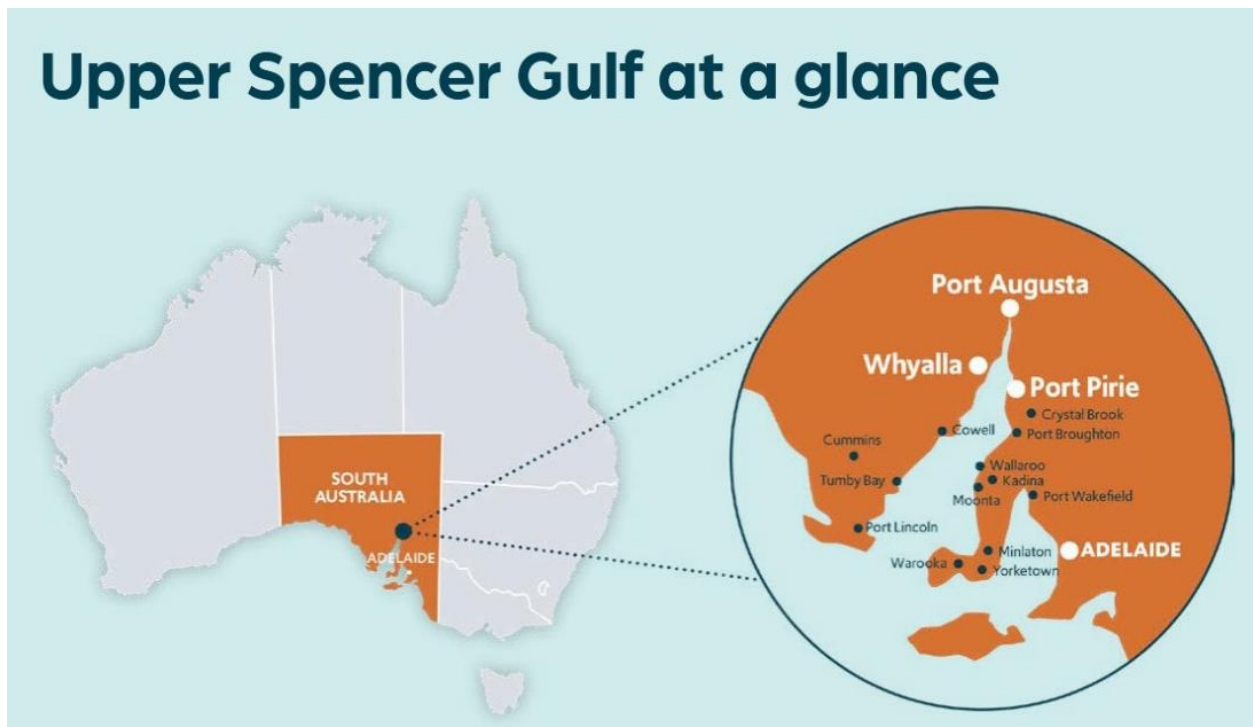 Upper Spencer Gulf at a glance
SOUTH
AUSTRALIA
ADELAIDE
Port Augusta
Whyalla
Port Pirie
Crystal Brook
Cowell
Port Broughton
Cummins
Wallaroo
Tumby Bay
Kadina
Moonta
Port Wakefield
Port Lincoln
Minlaton
ADELAIDE
Warooka
Yorketown